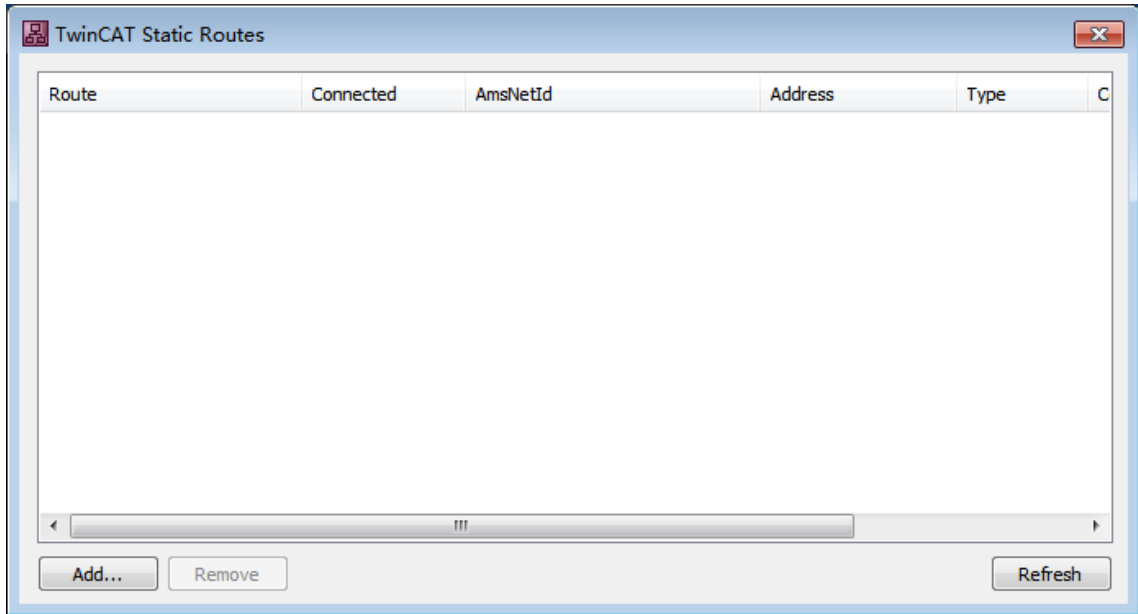 TwinCAT Static Routes
Route Connected AmsNetId Address Type C
Add... Remove Refresh